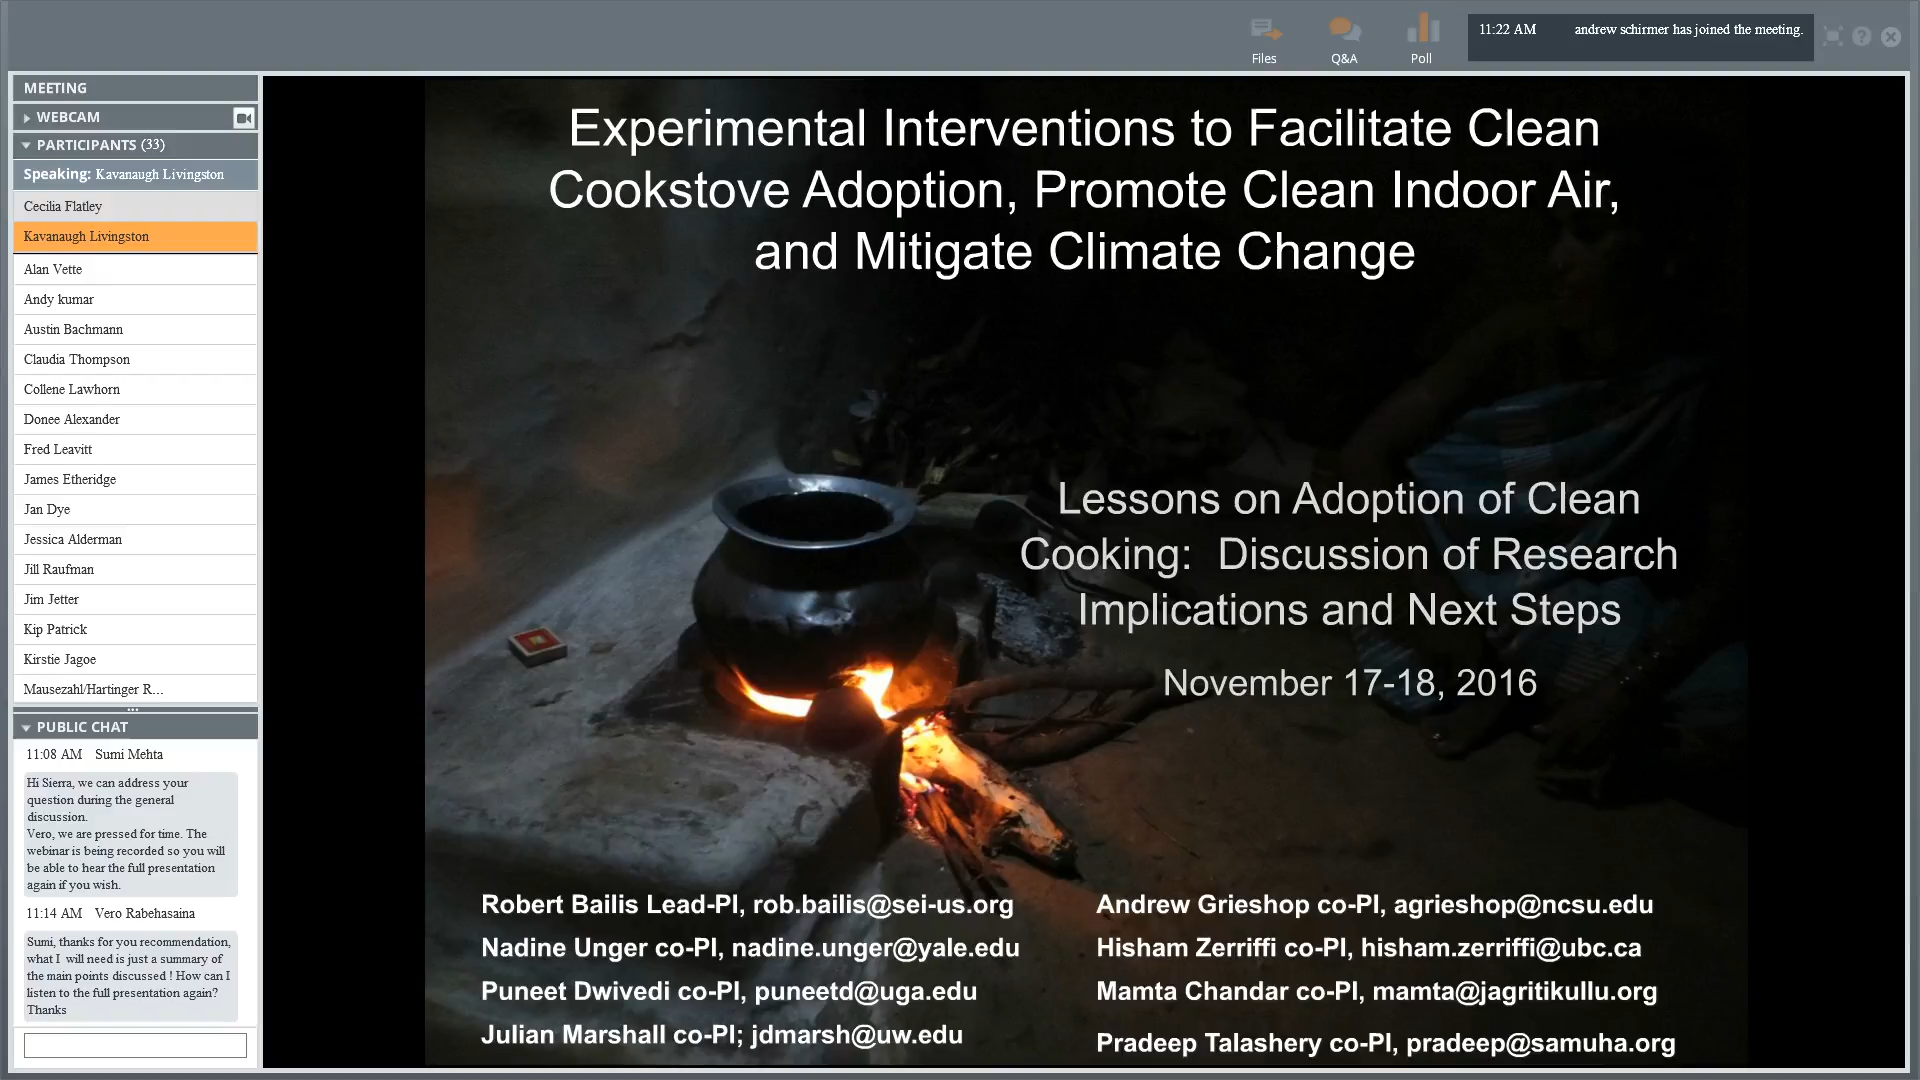 Files
Q&A
Poll
11:22 AM andrew schirmer has joined the meeting.
MEETING
WEBCAM
PARTICIPANTS (33)
Speaking: Kavanaugh Livingston
Cecilia Flatley
Kavanaugh Livingston
Alan Vette
Andy kumar
Austin Bachmann
Claudia Thompson
Collene Lawhorn
Donee Alexander
Fred Leavitt
James Etheridge
Jan Dye
Jessica Alderman
Jill Raufman
Jim Jetter
Kip Patrick
Kirstie Jagoe
Mausezahl/Hartinger R...
PUBLIC CHAT
11:08 AM Sumi Mehta
Hi Sierra, we can address your
question during the general
discussion.
Vero, we are pressed for time. The
webinar is being recorded so you will
be able to hear the full presentation
again if you wish.
11:14 AM Vero Rabehasaina
Sumi, thanks for you recommendation,
what I will need is just a summary of
the main points discussed ! How can I
listen to the full presentation again?
Thanks
Experimental Interventions to Facilitate Clean
Cookstove Adoption, Promote Clean Indoor Air,
and Mitigate Climate Change
Lessons on Adoption of Clean
Cooking: Discussion of Research
Implications and Next Steps
November 17-18, 2016
Robert Bailis Lead-PI, rob.bailis@sei-us.org
Nadine Unger co-PI, nadine.unger@yale.edu
Puneet Dwivedi co-PI, puneetd@uga.edu
Julian Marshall co-PI; jdmarsh@uw.edu
Andrew Grieshop co-PI, agrieshop@ncsu.edu
Hisham Zerriffi co-PI, hisham.zerriffi@ubc.ca
Mamta Chandar co-PI, mamta@jagritikullu.org
Pradeep Talashery co-PI, pradeep@samuha.org